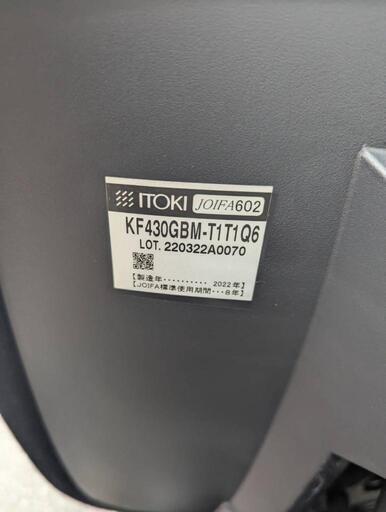 ITOKI JOIFA602
KF430GBM-T1T1Q6
LOT. 220322A0070
【製造年・・・・・・・・・・ 2022年】
【JOIFA標準使用期間・・・8年】